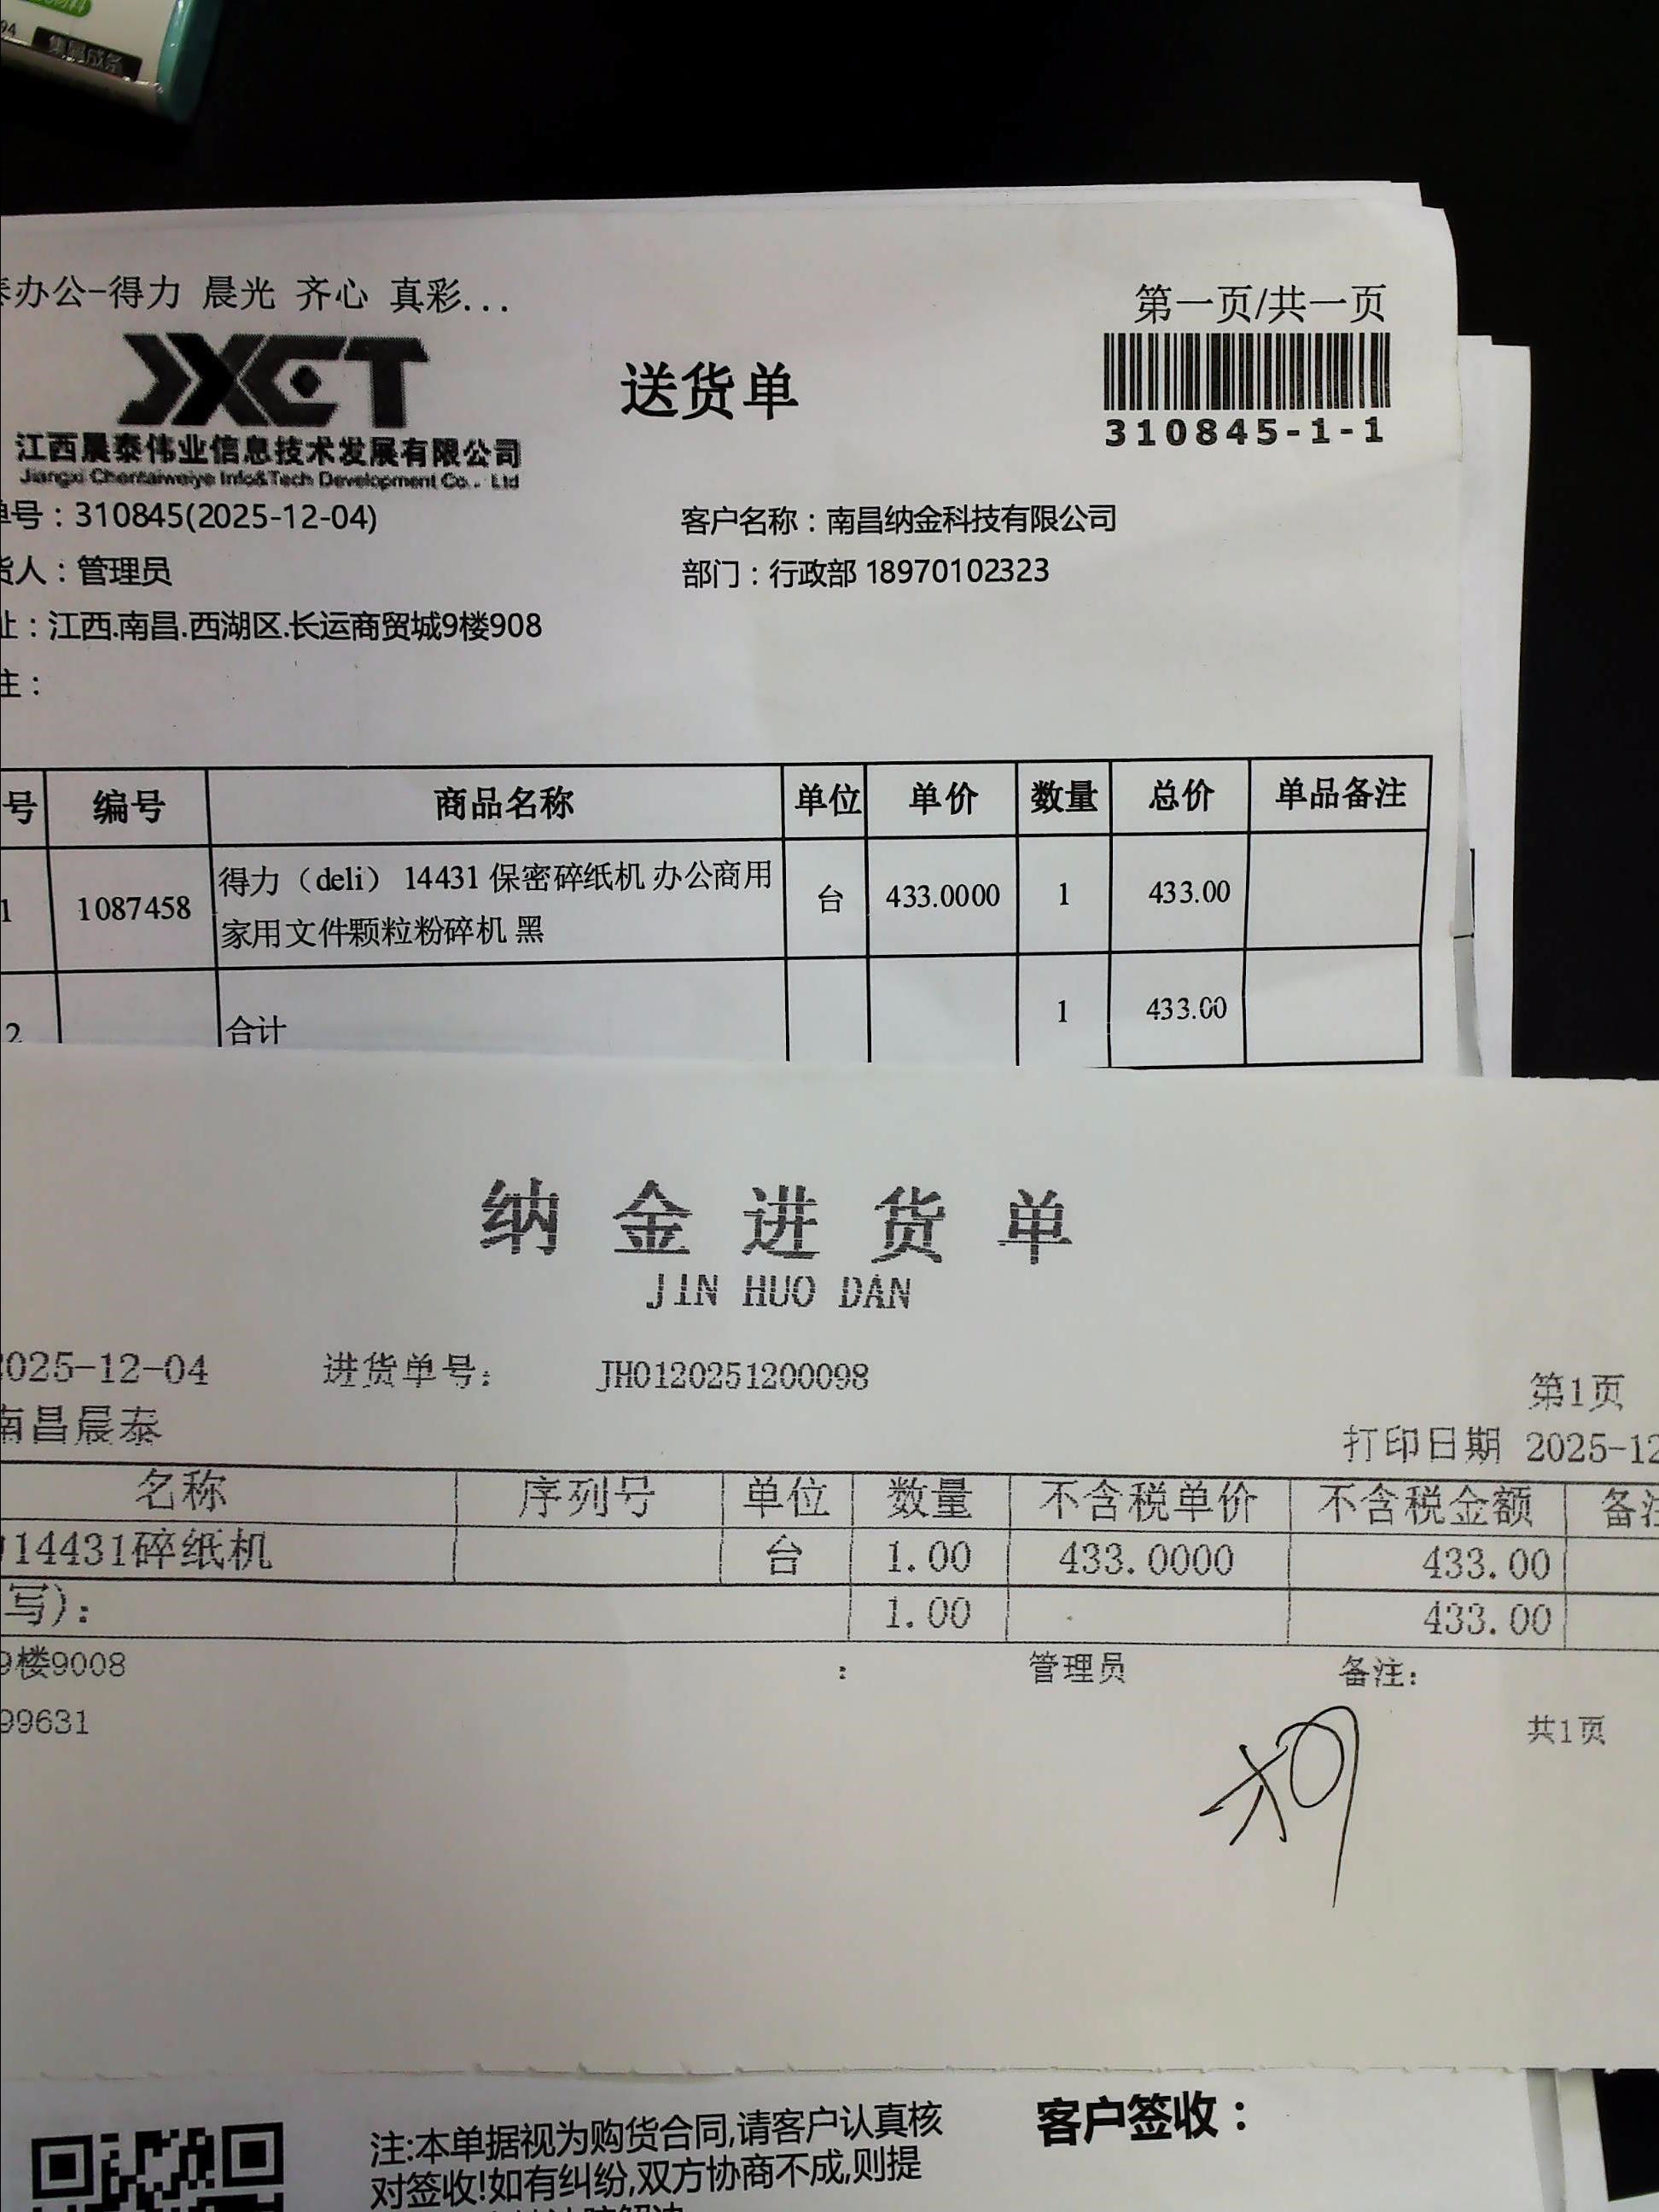 集屑成条
泰办公-得力 晨光 齐心 真彩...
第一页/共一页
JXCT
送货单
310845-1-1
江西晨泰伟业信息技术发展有限公司
Jiangxi Chentaiweiye Info&Tech Development Co.. Ltd
单号：310845(2025-12-04)
客户名称：南昌纳金科技有限公司
货人：管理员
部门：行政部 18970102323
址：江西.南昌.西湖区.长运商贸城9楼908
注：
号 编号 商品名称 单位 单价 数量 总价 单品备注
1 1087458 得力（deli） 14431 保密碎纸机 办公商用 台 433.0000 1 433.00
家用文件颗粒粉碎机 黑
2 合计 1 433.00
纳金进货单
JIN HUO DAN
2025-12-04 进货单号: JH0120251200098
第1页
南昌晨泰
打印日期 2025-12
名称 序列号 单位 数量 不含税单价 不含税金额 备注
14431碎纸机 台 1.00 433.0000 433.00
写): 1.00 433.00
9楼9008 : 管理员 备注:
99631 共1页
注:本单据视为购货合同,请客户认真核
对签收!如有纠纷,双方协商不成,则提
客户签收：